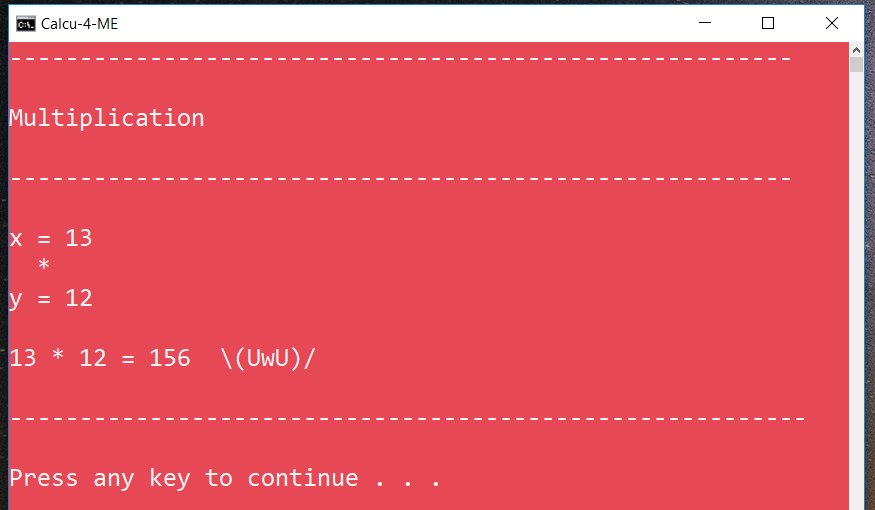 Calcu-4-ME
--------------------------------------------------------
Multiplication
--------------------------------------------------------
x = 13
*
y = 12
13 * 12 = 156  \(UwU)/
---------------------------------------------------------
Press any key to continue . . .